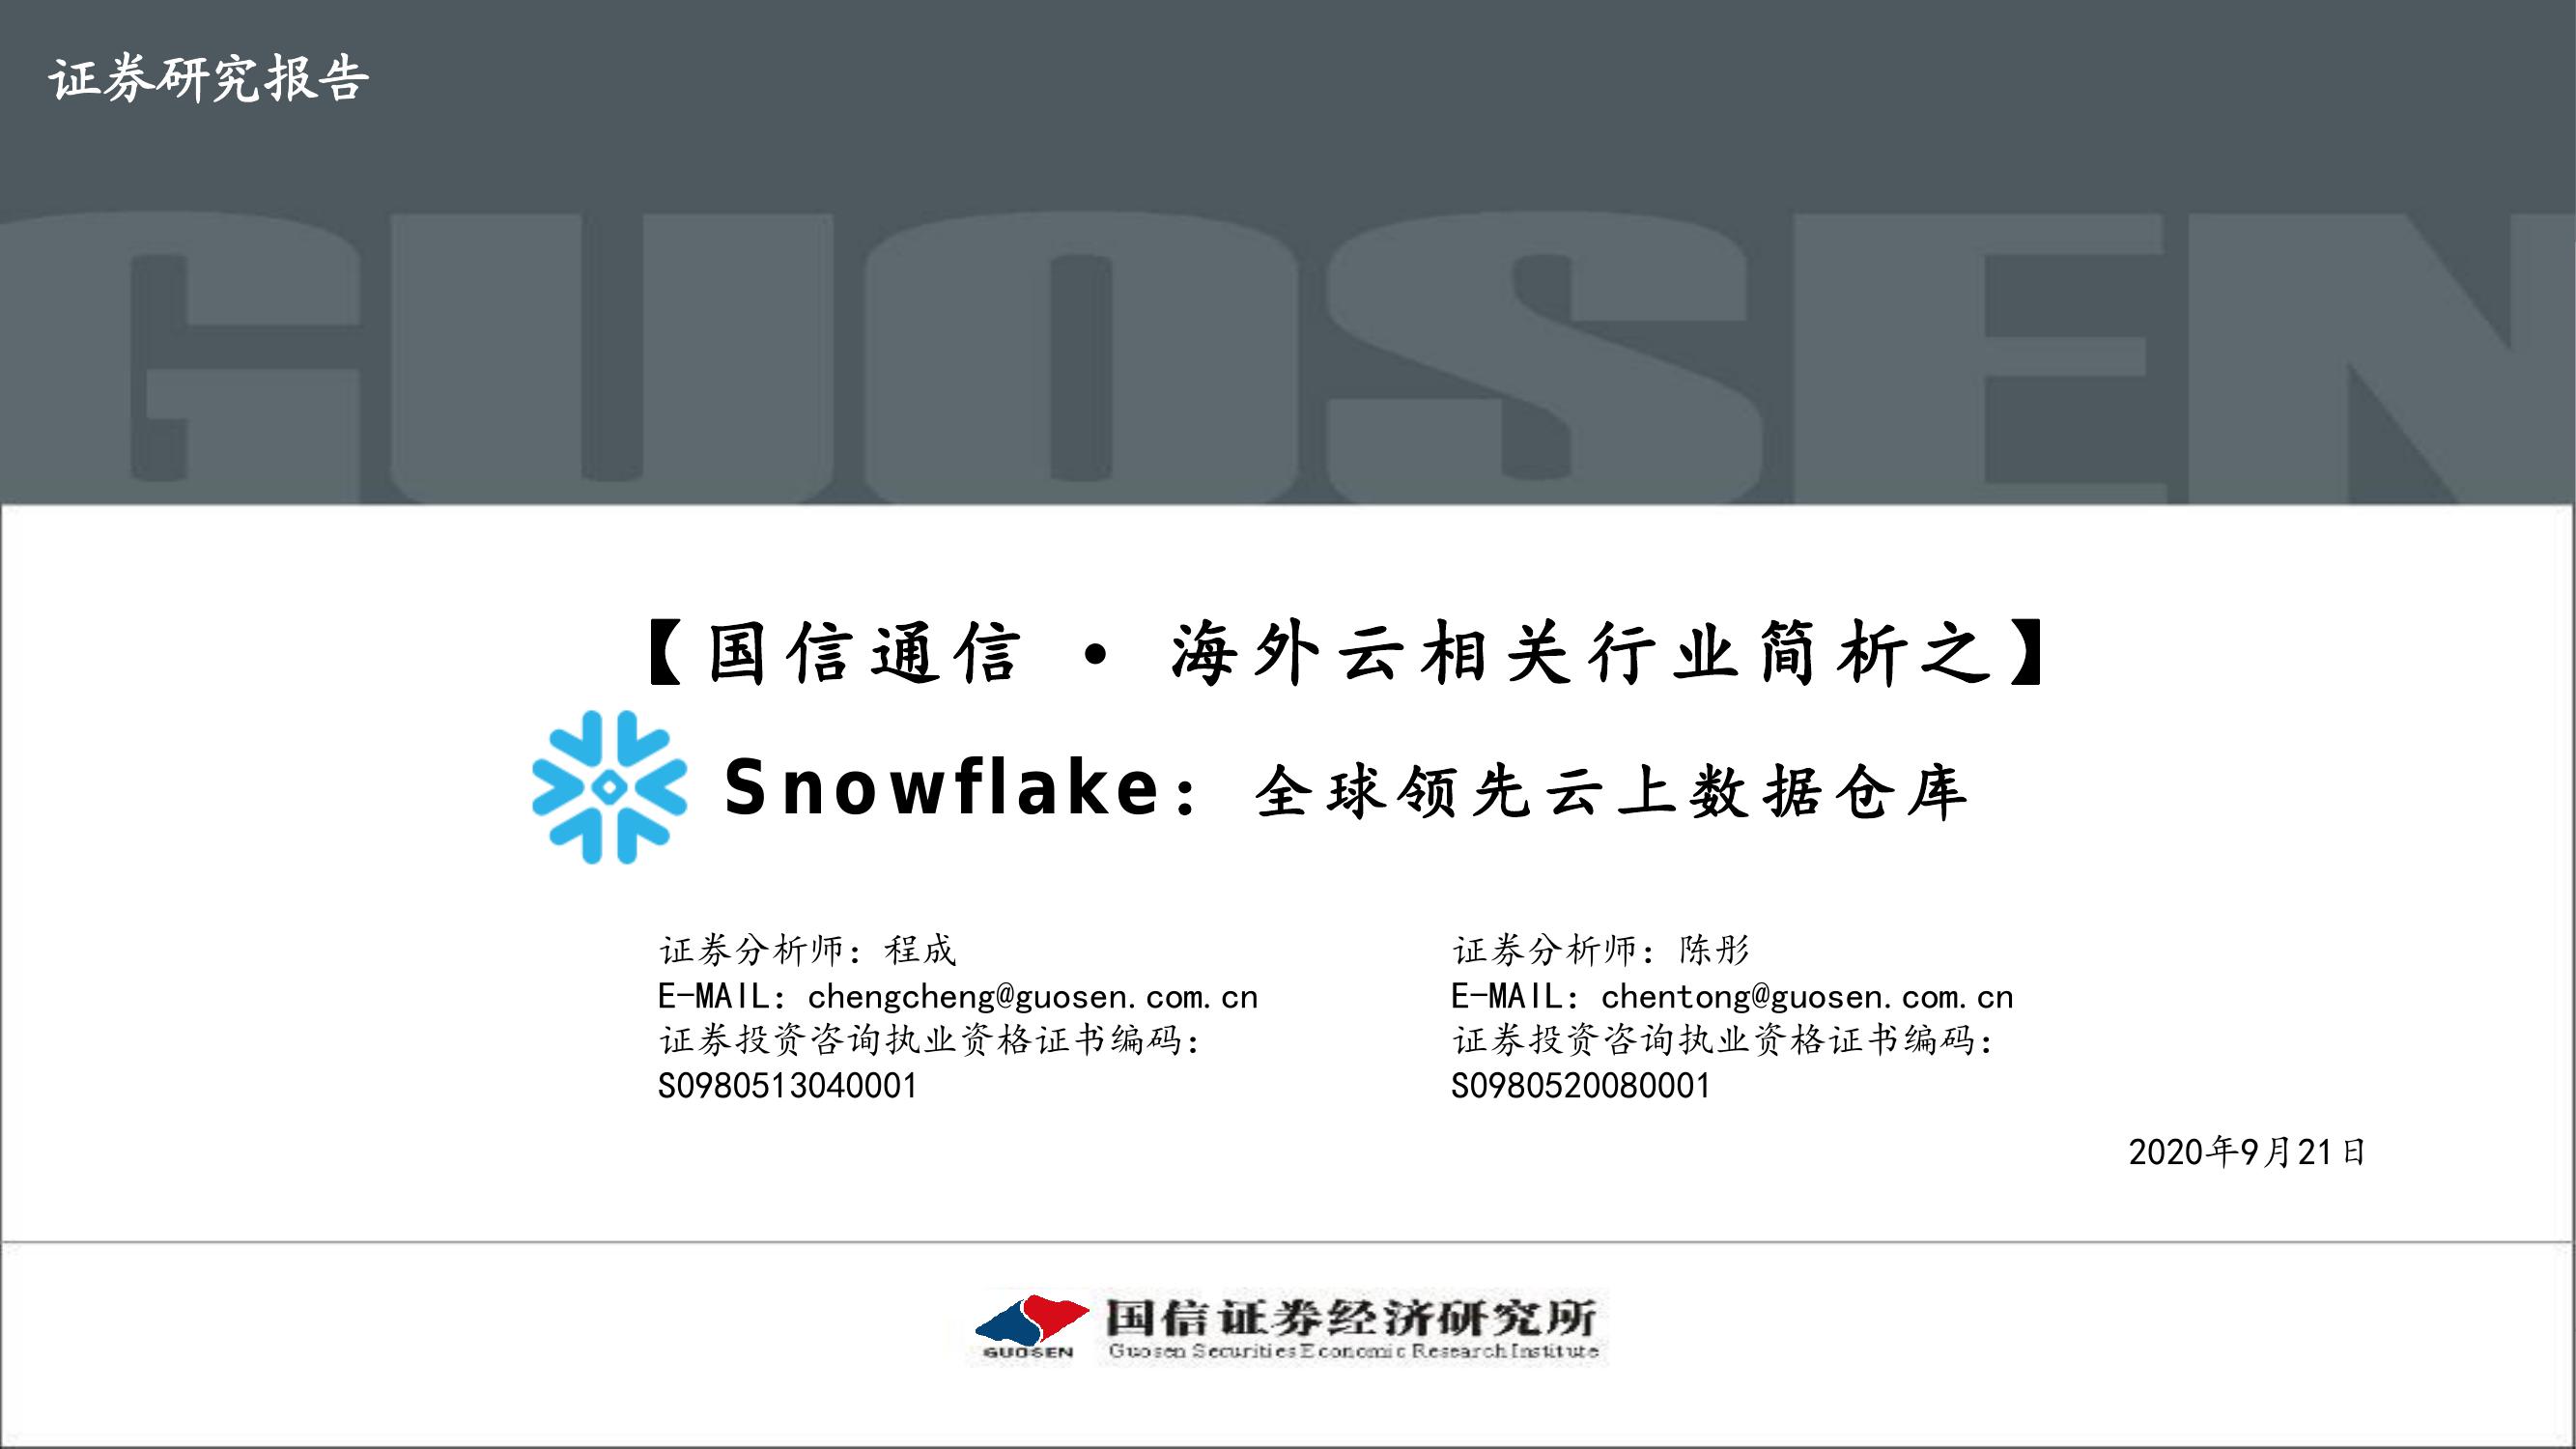 证券研究报告
GUOSEN
【国信通信 • 海外云相关行业简析之】
Snowflake：全球领先云上数据仓库
证券分析师：程成
E-MAIL：chengcheng@guosen.com.cn
证券投资咨询执业资格证书编码：
S0980513040001
证券分析师：陈彤
E-MAIL：chentong@guosen.com.cn
证券投资咨询执业资格证书编码：
S0980520080001
2020年9月21日
GUOSEN
国信证券经济研究所
Guosen Securities Economic Research Institute